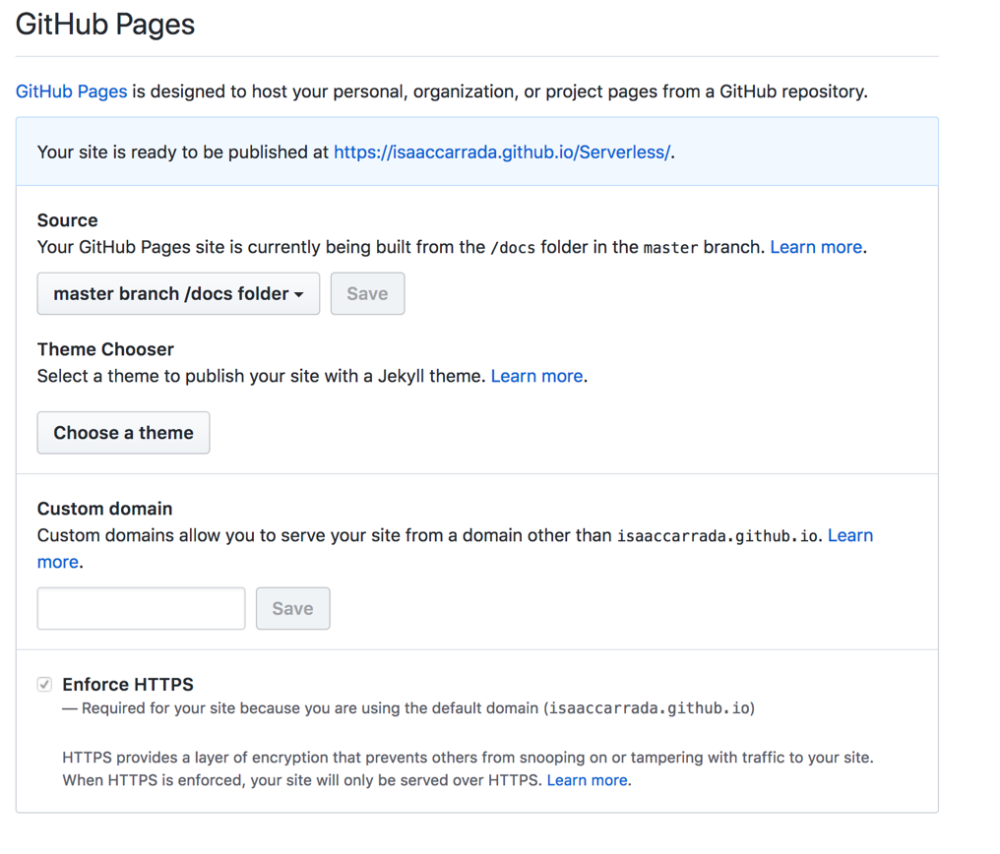 GitHub Pages
GitHub Pages is designed to host your personal, organization, or project pages from a GitHub repository.
Your site is ready to be published at https://isaaccarrada.github.io/Serverless/.
Source
Your GitHub Pages site is currently being built from the /docs folder in the master branch. Learn more.
master branch /docs folder Save
Theme Chooser
Select a theme to publish your site with a Jekyll theme. Learn more.
Choose a theme
Custom domain
Custom domains allow you to serve your site from a domain other than isaaccarrada.github.io. Learn
more.
Save
Enforce HTTPS
— Required for your site because you are using the default domain (isaaccarrada.github.io)
HTTPS provides a layer of encryption that prevents others from snooping on or tampering with traffic to your site.
When HTTPS is enforced, your site will only be served over HTTPS. Learn more.